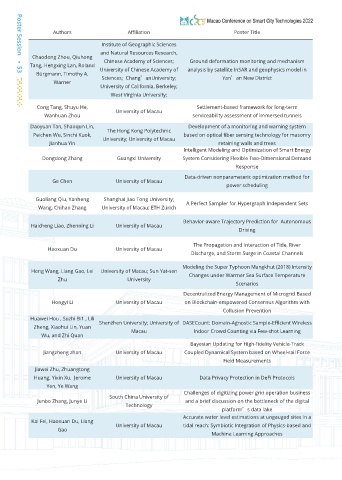 Macao Conference on Smart City Technologies 2022
Poster Session • 53
Authors Affiliation Poster Title
Chaodong Zhou, Qiuhong Tang, Hengxing Lan, Roland Bürgmann, Timothy A. Warner
Institute of Geographic Sciences and Natural Resources Research, Chinese Academy of Sciences; University of Chinese Academy of Sciences; Chang' an University; University of California, Berkeley; West Virginia University;
Ground deformation monitoring and mechanism analysis by satellite InSAR and geophysics model in Yan' an New District
Cong Tang, Shuyu He, Wanhuan Zhou
University of Macau
Settlement-based framework for long-term serviceability assessment of immersed tunnels
Daoyuan Tan, Shaoqun Lin, Peichen Wu, Sinchi Kuok, Jianhua Yin
The Hong Kong Polytechnic University; University of Macau
Development of a monitoring and warning system based on optical fiber sensing technology for masonry retaining walls and trees
Dongdong Zhang
Guangxi University
Intelligent Modeling and Optimization of Smart Energy System Considering Flexible Two-Dimensional Demand Response
Ge Chen
University of Macau
Data-driven nonparametric optimization method for power scheduling
Guoliang Qiu, Yanheng Wang, Chihao Zhang
Shanghai Jiao Tong University; University of Macau; ETH Zürich
A Perfect Sampler for Hypergraph Independent Sets
Haicheng Liao, Zhenning Li
University of Macau
Behavior-aware Trajectory Prediction for Autonomous Driving
Haoxuan Du
University of Macau
The Propagation and Interaction of Tide, River Discharge, and Storm Surge in Coastal Channels
Hong Wang, Liang Gao, Lei Zhu
University of Macau; Sun Yat-sen University
Modeling the Super Typhoon Mangkhut (2018) Intensity Changes under Warmer Sea Surface Temperature Scenarios
Hongyi Li
University of Macau
Decentralized Energy Management of Microgrid Based on Blockchain-empowered Consensus Algorithm with Collusion Prevention
Huawei Hou, Suzhi Bi, Lili Zheng, Xiaohui Lin, Yuan Wu, and Zhi Quan
Shenzhen University; University of Macau
DASECount: Domain-Agnostic Sample-Efficient Wireless Indoor Crowd Counting via Few-shot Learning
Jiangsheng zhan
University of Macau
Bayesian Updating for High-fidelity Vehicle-Track Coupled Dynamical System based on Wheel-rail Force Field Measurements
Jiawei Zhu, Zhuangtong Huang, Yixin Xu, Jerome Yen, Ye Wang
University of Macau
Data Privacy Protection in DeFi Protocols
Junbo Zhang, Junye Li
South China University of Technology
Challenges of digitizing power grid operation business and a brief discussion on the bottleneck of the digital platform' s data lake
Kai Fei, Haoxuan Du, Liang Gao
University of Macau
Accurate water level estimations at ungauged sites in a tidal reach: Symbiotic Integration of Physics-based and Machine Learning Approaches